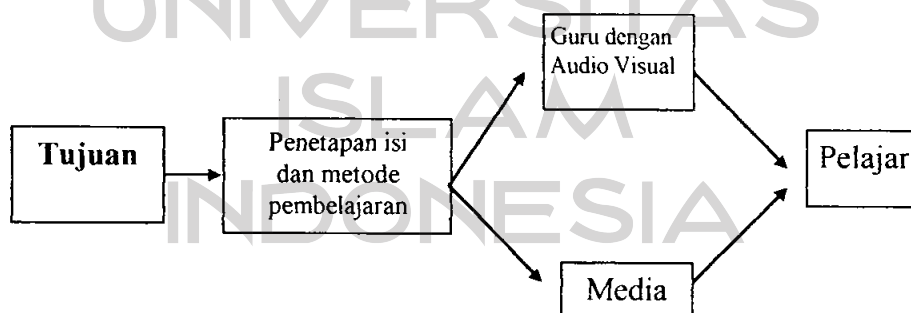 UNIVERSITAS
ISLAM
INDONESIA
Guru dengan
Audio Visual
Tujuan
Penetapan isi
dan metode
pembelajaran
Pelajar
Media